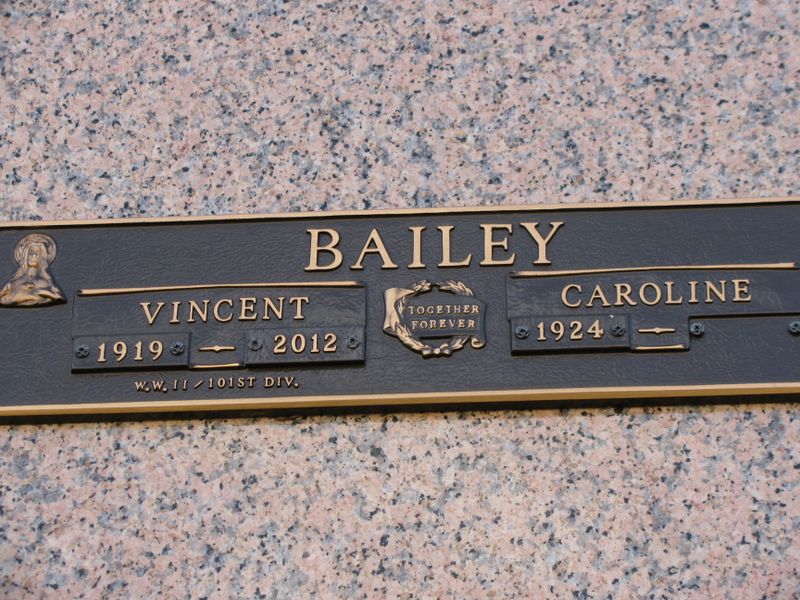 BAILEY
VINCENT
1919 - 2012
W.W. II / 101ST DIV.
TOGETHER
FOREVER
CAROLINE
1924 -